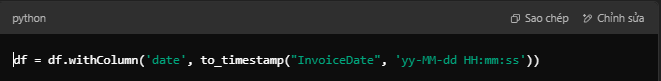 python
Sao chép
Chỉnh sửa
df = df.withColumn('date', to_timestamp("InvoiceDate", 'yy-MM-dd HH:mm:ss'))